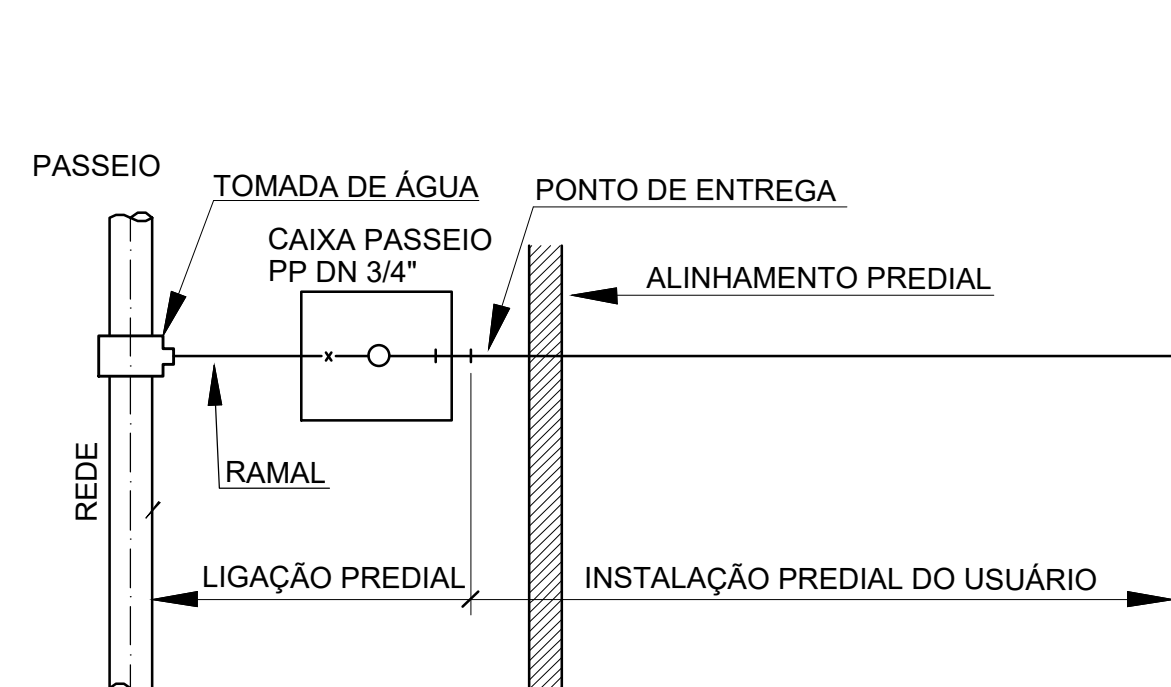 PASSEIO
TOMADA DE ÁGUA
PONTO DE ENTREGA
CAIXA PASSEIO
PP DN 3/4"
ALINHAMENTO PREDIAL
REDE
RAMAL
LIGAÇÃO PREDIAL
INSTALAÇÃO PREDIAL DO USUÁRIO